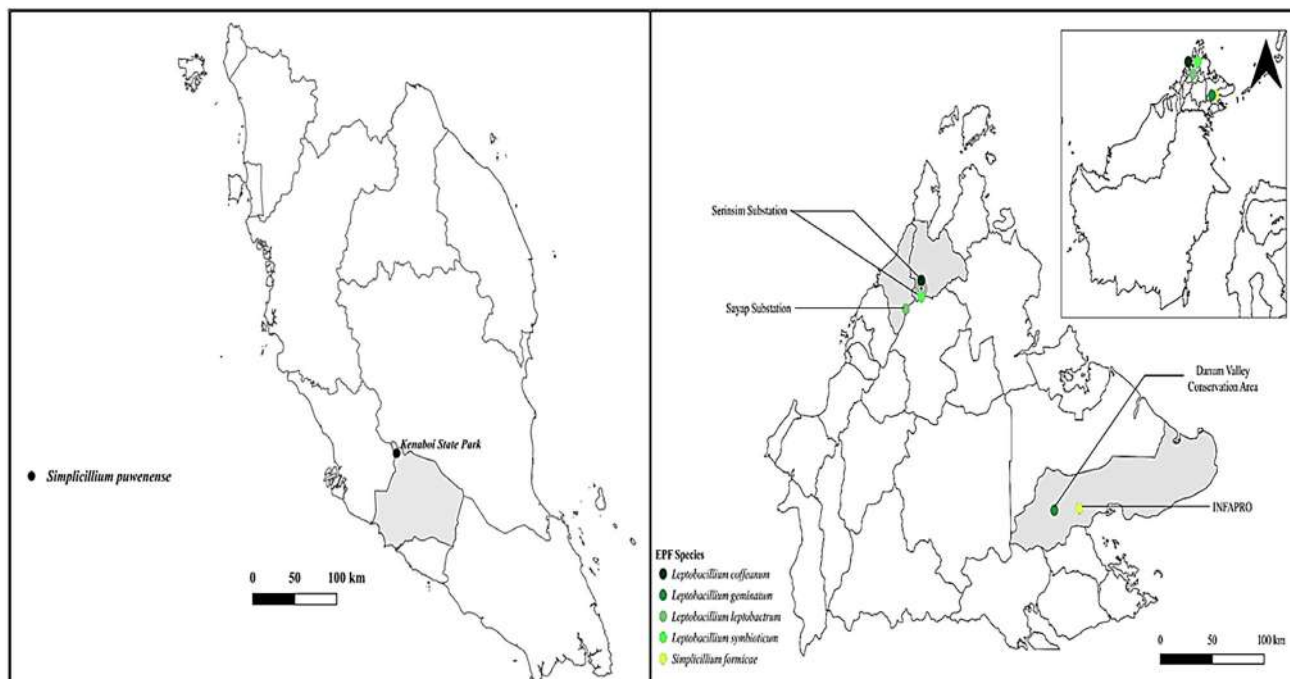 Kenaboi State Park
Simplicillium puwenense
0 50 100 km
Serinsim Substation
Sayap Substation
Danum Valley
Conservation Area
INFAPRO
EPF Species
Leptobacillium coffeanum
Leptobacillium geminatum
Leptobacillium leptobactrum
Leptobacillium symbioticum
Simplicillium formicae
0 50 100 km